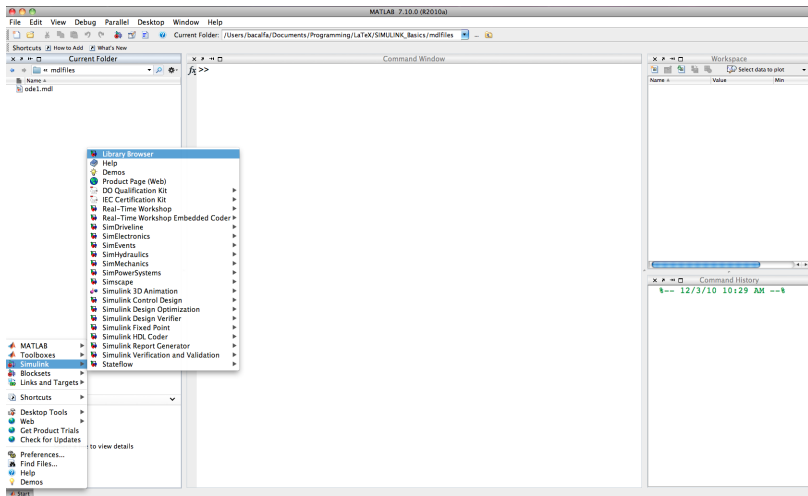 MATLAB 7.10.0 (R2010a)
File Edit View Debug Parallel Desktop Window Help
Current Folder: /Users/bacalfa/Documents/Programming/LaTeX/SIMULINK_Basics/mdlfiles
Shortcuts How to Add What's New
Current Folder
« mdlfiles
Name
ode1.mdl
Command Window
fx >>
Workspace
Select data to plot
Name Value Min
Command History
%-- 12/3/10 10:29 AM --%
Library Browser
Help
Demos
Product Page (Web)
DO Qualification Kit
IEC Certification Kit
Real-Time Workshop
Real-Time Workshop Embedded Coder
SimDriveline
SimElectronics
SimEvents
SimHydraulics
SimMechanics
SimPowerSystems
Simscape
Simulink 3D Animation
Simulink Control Design
Simulink Design Optimization
Simulink Design Verifier
Simulink Fixed Point
Simulink HDL Coder
Simulink Report Generator
Simulink Verification and Validation
Stateflow
MATLAB
Toolboxes
Simulink
Blocksets
Links and Targets
Shortcuts
Desktop Tools
Web
Get Product Trials
Check for Updates
Preferences...
Find Files...
Help
Demos
to view details
Start